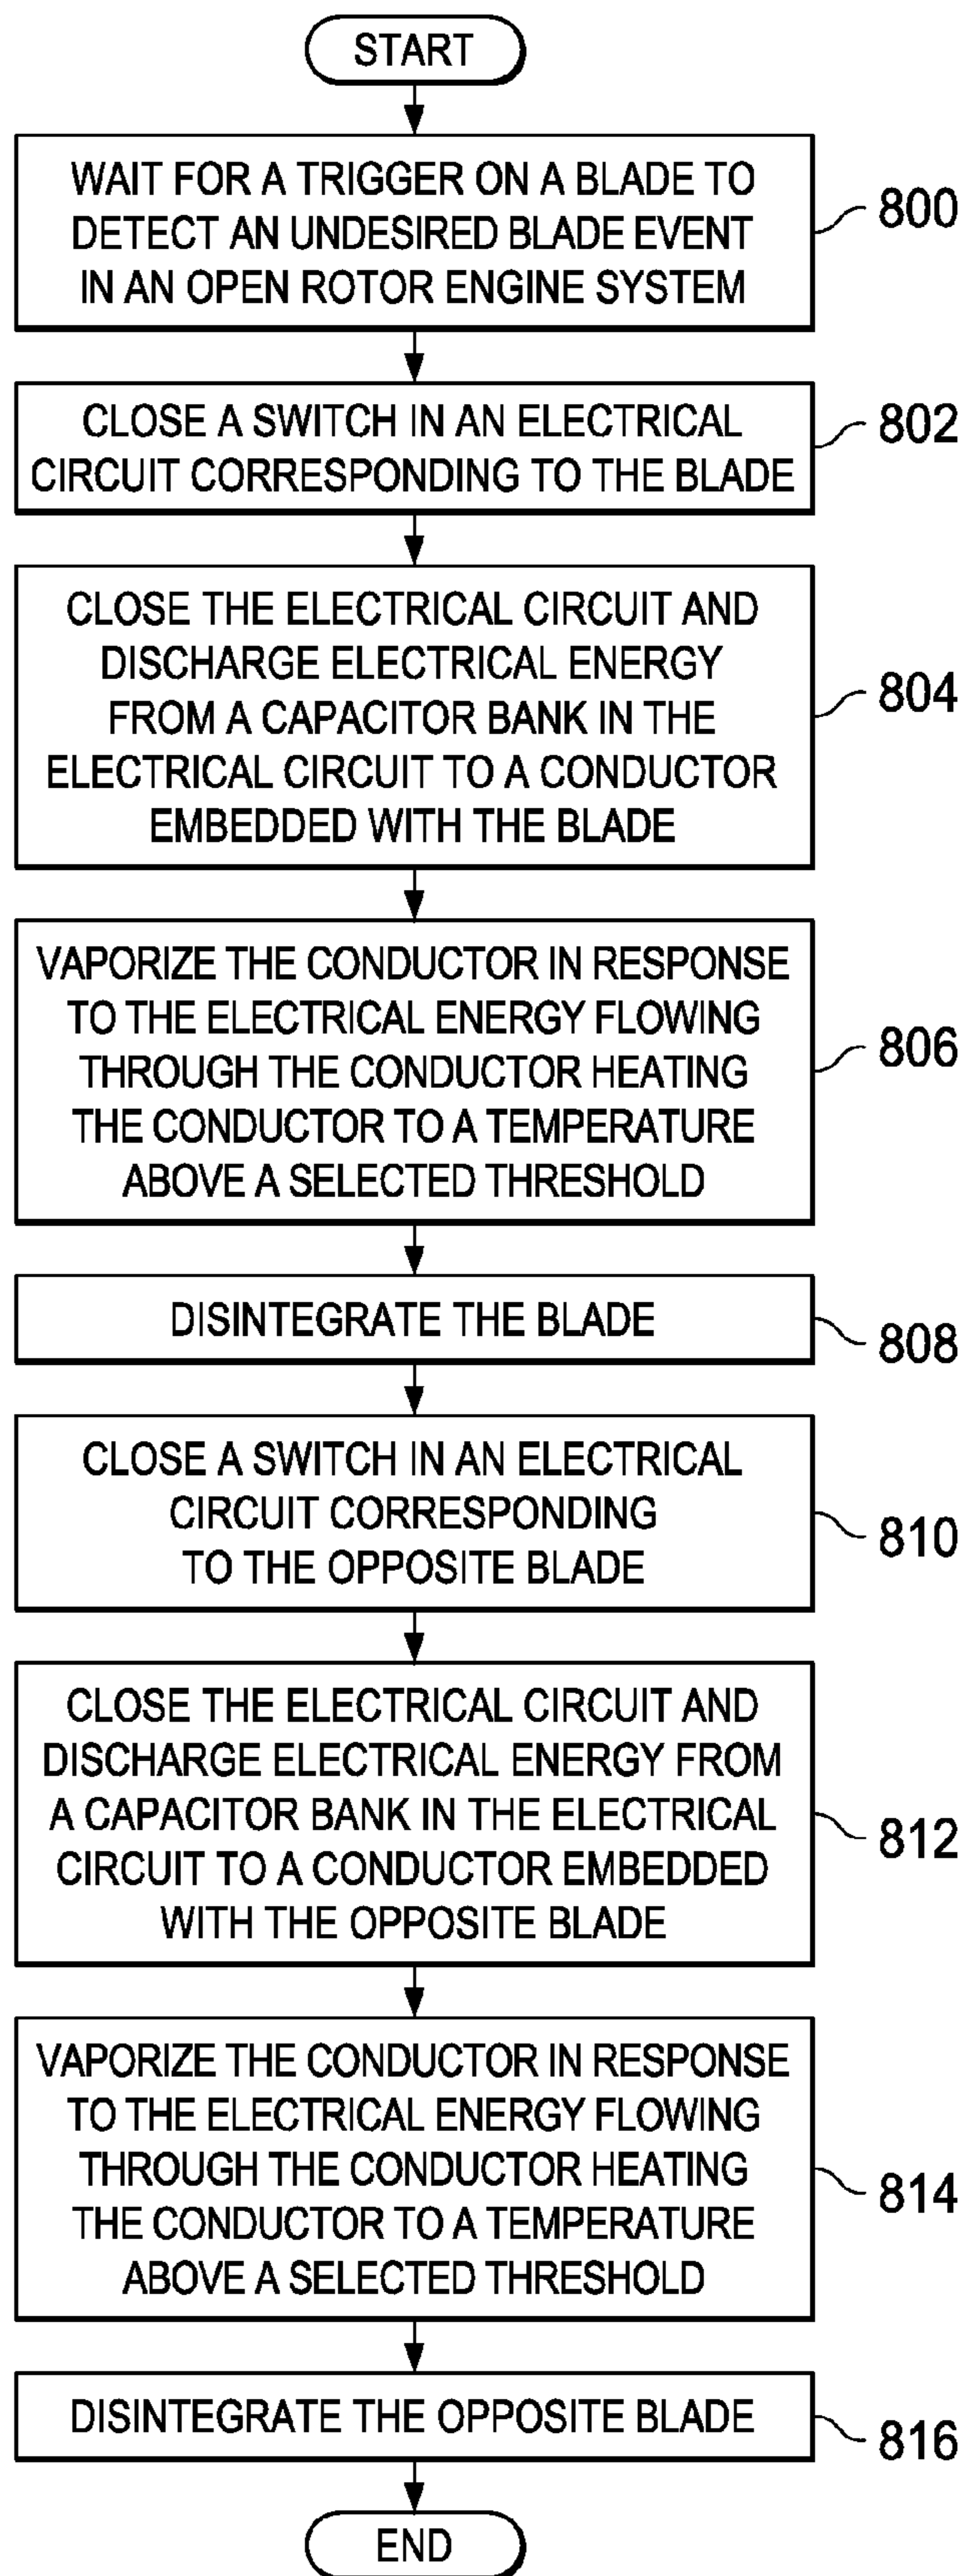 START
WAIT FOR A TRIGGER ON A BLADE TO
DETECT AN UNDESIRED BLADE EVENT
IN AN OPEN ROTOR ENGINE SYSTEM
800
CLOSE A SWITCH IN AN ELECTRICAL
CIRCUIT CORRESPONDING TO THE BLADE
802
CLOSE THE ELECTRICAL CIRCUIT AND
DISCHARGE ELECTRICAL ENERGY
FROM A CAPACITOR BANK IN THE
ELECTRICAL CIRCUIT TO A CONDUCTOR
EMBEDDED WITH THE BLADE
804
VAPORIZE THE CONDUCTOR IN RESPONSE
TO THE ELECTRICAL ENERGY FLOWING
THROUGH THE CONDUCTOR HEATING
THE CONDUCTOR TO A TEMPERATURE
ABOVE A SELECTED THRESHOLD
806
DISINTEGRATE THE BLADE
808
CLOSE A SWITCH IN AN ELECTRICAL
CIRCUIT CORRESPONDING
TO THE OPPOSITE BLADE
810
CLOSE THE ELECTRICAL CIRCUIT AND
DISCHARGE ELECTRICAL ENERGY FROM
A CAPACITOR BANK IN THE ELECTRICAL
CIRCUIT TO A CONDUCTOR EMBEDDED
WITH THE OPPOSITE BLADE
812
VAPORIZE THE CONDUCTOR IN RESPONSE
TO THE ELECTRICAL ENERGY FLOWING
THROUGH THE CONDUCTOR HEATING
THE CONDUCTOR TO A TEMPERATURE
ABOVE A SELECTED THRESHOLD
814
DISINTEGRATE THE OPPOSITE BLADE
816
END